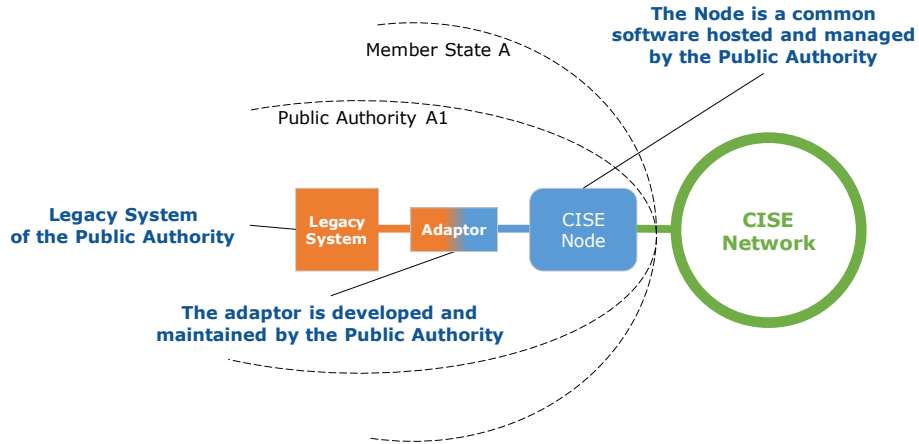 The Node is a common
software hosted and managed
by the Public Authority
Member State A
Public Authority A1
Legacy System
of the Public Authority
Legacy
System
Adaptor
CISE
Node
CISE
Network
The adaptor is developed and
maintained by the Public Authority